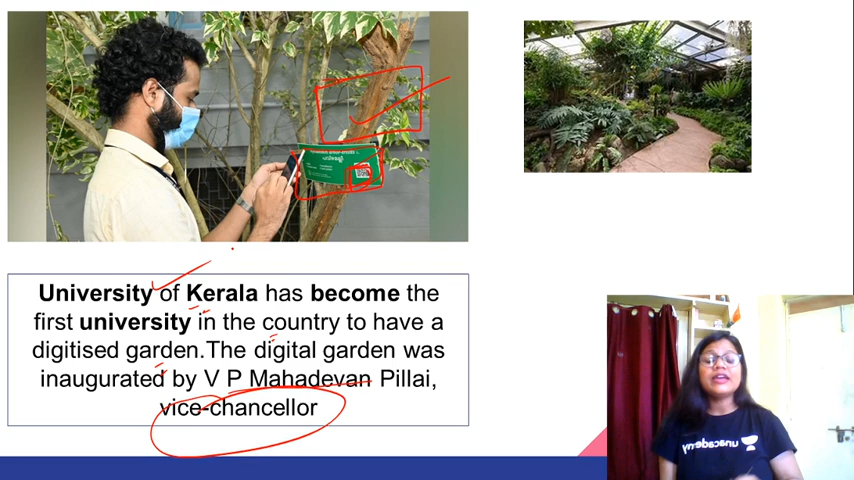 University of Kerala has become the
first university in the country to have a
digitised garden.The digital garden was
inaugurated by V P Mahadevan Pillai,
vice-chancellor
unacademy